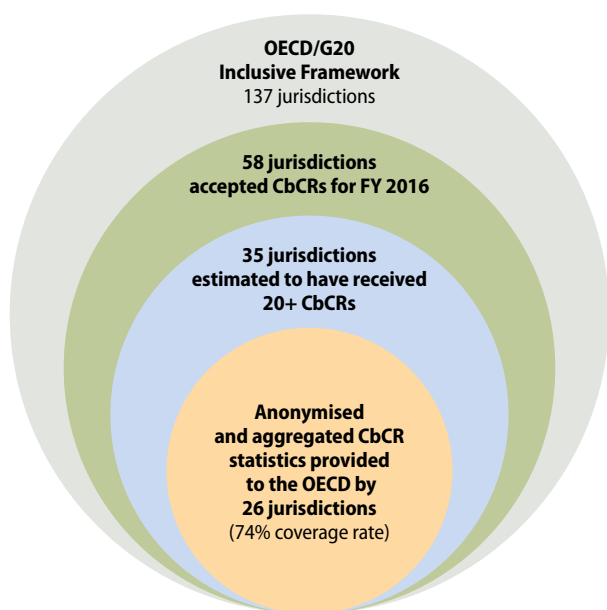 OECD/G20
Inclusive Framework
137 jurisdictions
58 jurisdictions
accepted CbCRs for FY 2016
35 jurisdictions
estimated to have received
20+ CbCRs
Anonymised
and aggregated CbCR
statistics provided
to the OECD by
26 jurisdictions
(74% coverage rate)